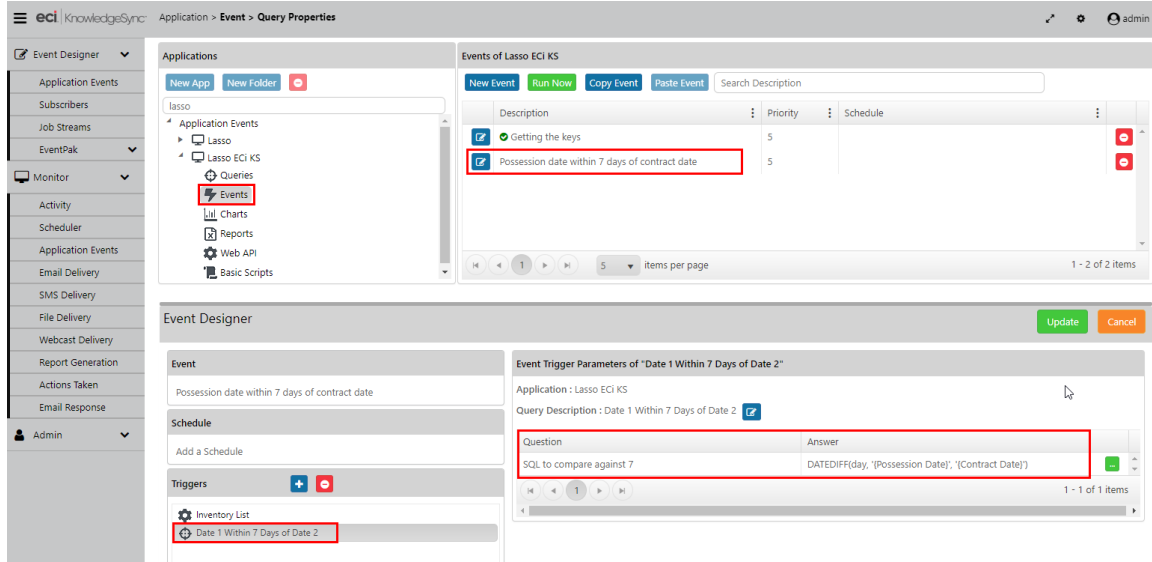 eci KnowledgeSync Application > Event > Query Properties admin
Event Designer
Application Events
Subscribers
Job Streams
EventPak
Monitor
Activity
Scheduler
Application Events
Email Delivery
SMS Delivery
File Delivery
Webcast Delivery
Report Generation
Actions Taken
Email Response
Admin
Applications
New App New Folder
lasso
Application Events
Lasso
Lasso ECi KS
Queries
Events
Charts
Reports
Web API
Basic Scripts
Events of Lasso ECi KS
New Event Run Now Copy Event Paste Event Search Description
Description Priority Schedule
Getting the keys 5
Possession date within 7 days of contract date 5
1 5 items per page 1 - 2 of 2 items
Event Designer Update Cancel
Event
Possession date within 7 days of contract date
Schedule
Add a Schedule
Triggers
Inventory List
Date 1 Within 7 Days of Date 2
Event Trigger Parameters of "Date 1 Within 7 Days of Date 2"
Application : Lasso ECi KS
Query Description : Date 1 Within 7 Days of Date 2
Question Answer
SQL to compare against 7 DATEDIFF(day, '{Possession Date}', '{Contract Date}')
1 1 - 1 of 1 items